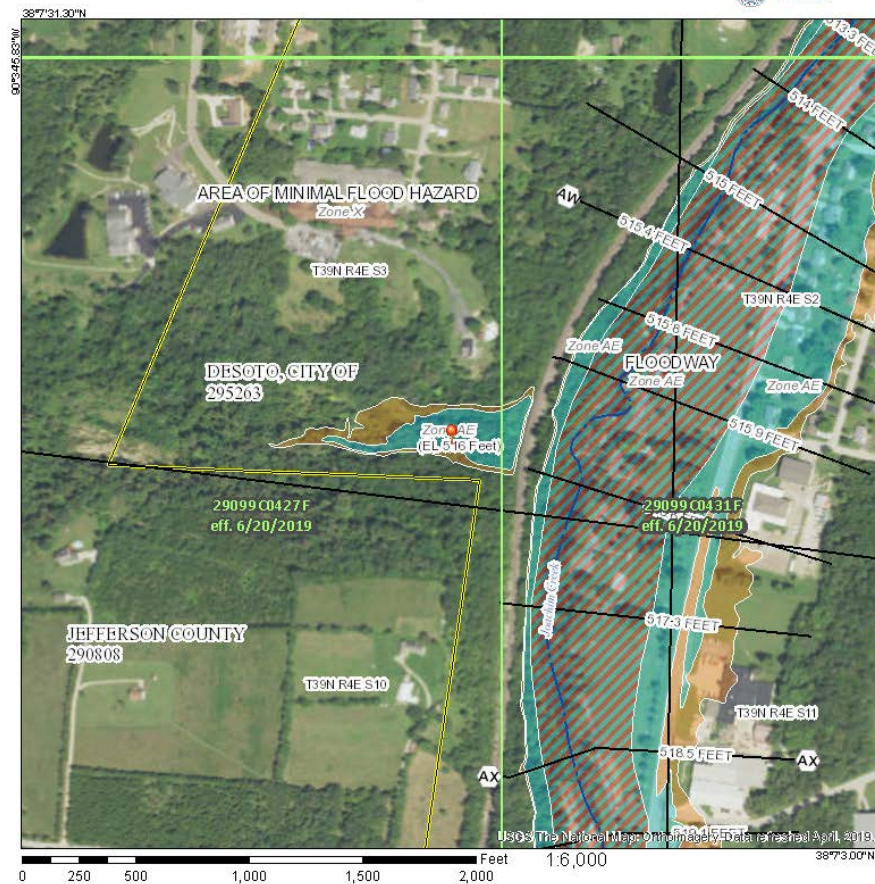 38°7'31.30"N
90°34'5.83"W
513.3 FEET
514 FEET
515 FEET
AREA OF MINIMAL FLOOD HAZARD
Zone X
AW
515.4 FEET
T39N R4E S3
T39N R4E S2
515.8 FEET
Zone AE
FLOODWAY
Zone AE
Zone AE
DESOTO, CITY OF
295263
515.9 FEET
Zone AE
(EL 516 Feet)
29099C0427F
eff. 6/20/2019
29099C0431F
eff. 6/20/2019
Joachim Creek
517.3 FEET
JEFFERSON COUNTY
290808
T39N R4E S10
T39N R4E S11
518.5 FEET
AX
AX
USGS The National Map: Orthoimagery. Data refreshed April, 2019.
Feet
1:6,000
38°7'3.00"N
0 250 500 1,000 1,500 2,000